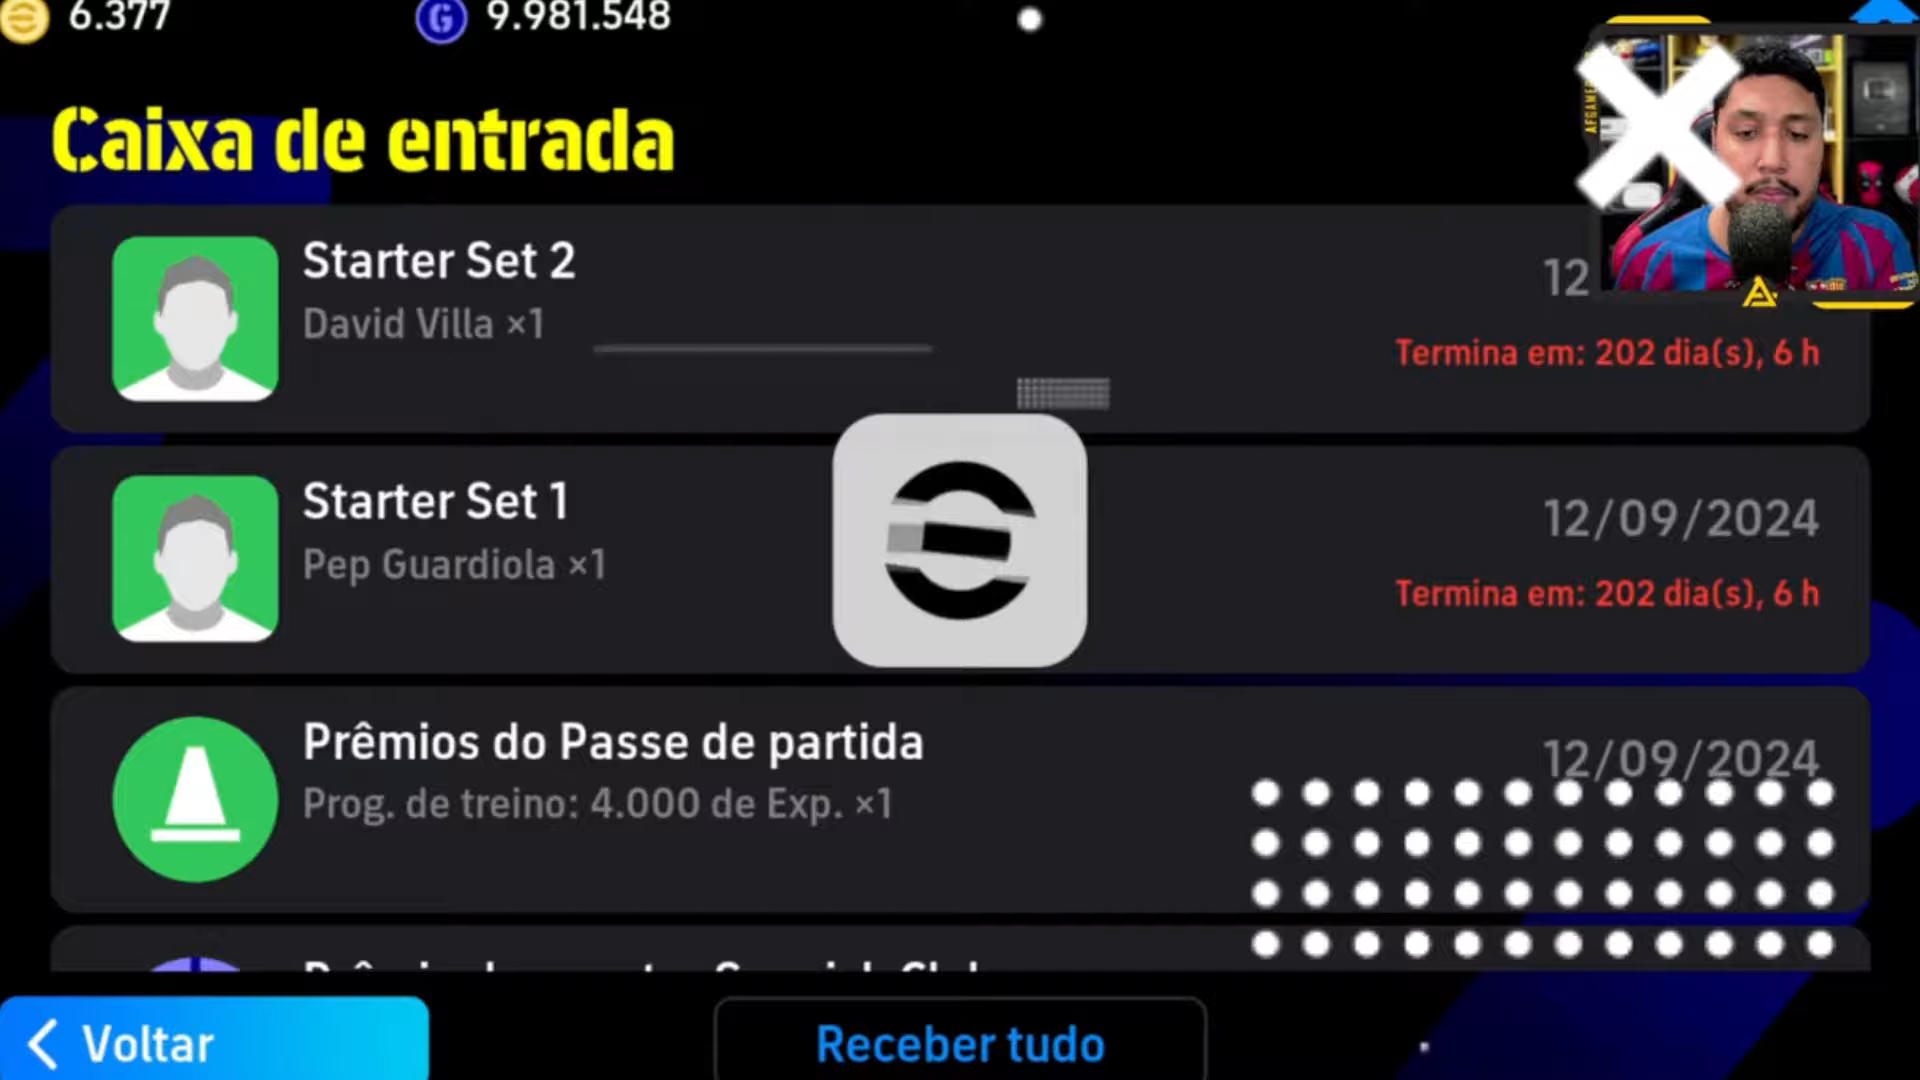 6.377
9.981.548
Caixa de entrada
Starter Set 2
David Villa ×1
12
Termina em: 202 dia(s), 6 h
Starter Set 1
Pep Guardiola ×1
12/09/2024
Termina em: 202 dia(s), 6 h
Prêmios do Passe de partida
Prog. de treino: 4.000 de Exp. ×1
12/09/2024
Voltar
Receber tudo